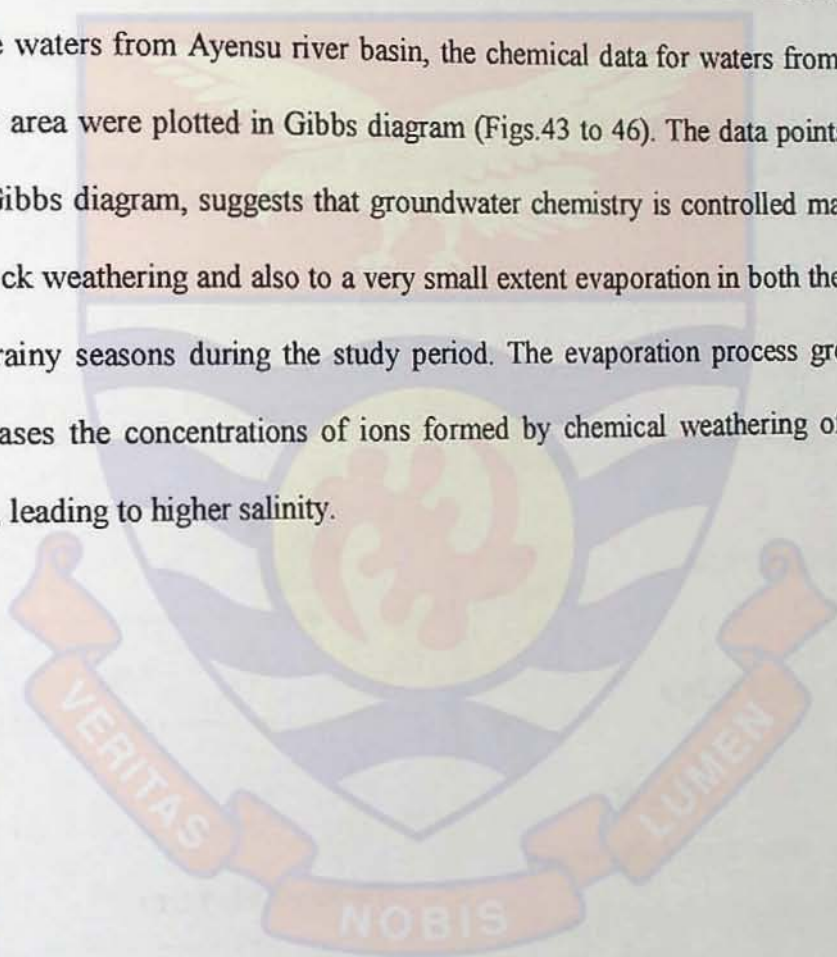 waters from Ayensu river basin, the chemical data for waters from
area were plotted in Gibbs diagram (Figs.43 to 46). The data point
Gibbs diagram, suggests that groundwater chemistry is controlled ma
ck weathering and also to a very small extent evaporation in both the
rainy seasons during the study period. The evaporation process gr
ases the concentrations of ions formed by chemical weathering o
leading to higher salinity.
VERITAS
NOBIS
LUMEN